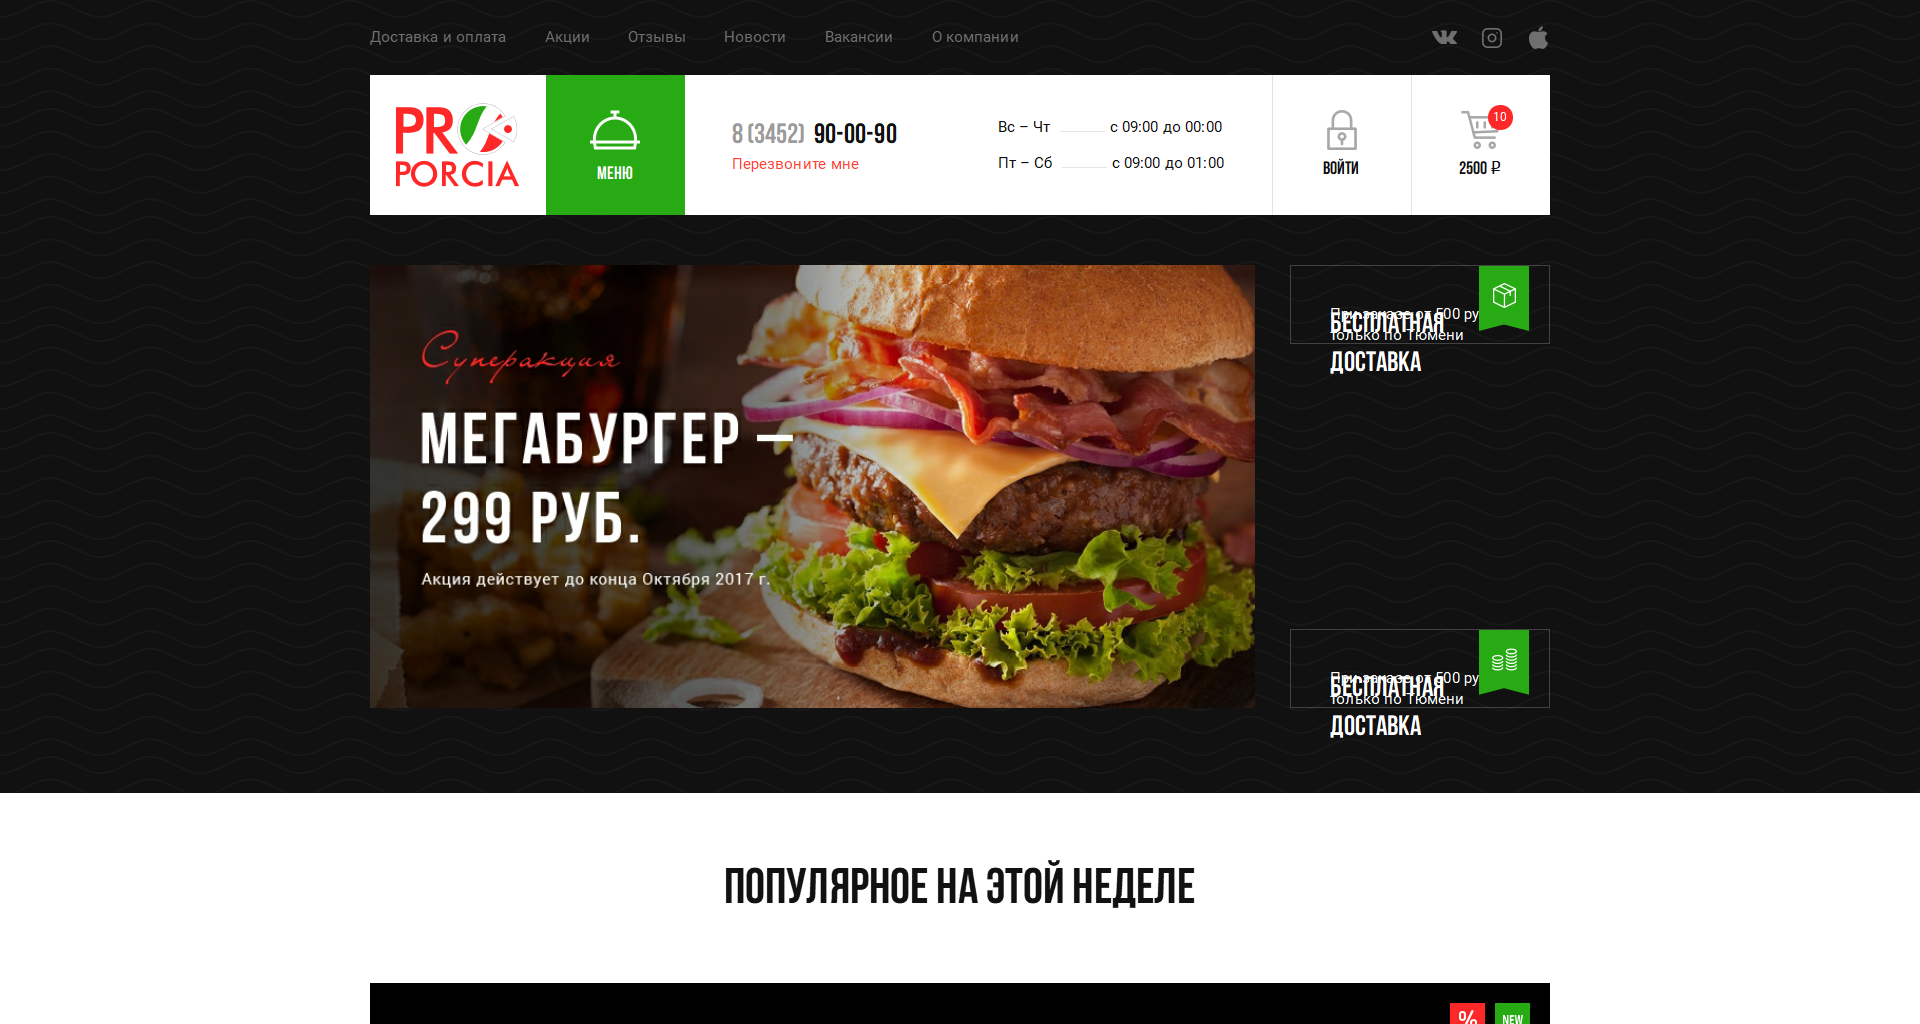 Доставка и оплата Акции Отзывы Новости Вакансии О компании
PRO
PORCIA
МЕНЮ
8 (3452) 90-00-90
Перезвоните мне
Вс – Чт с 09:00 до 00:00
Пт – Сб с 09:00 до 01:00
ВОЙТИ
10
2500 ₽
Суперакция
МЕГАБУРГЕР –
299 РУБ.
Акция действует до конца Октября 2017 г.
При заказе от 500 ру
БЕСПЛАТНАЯ
только по Тюмени
ДОСТАВКА
При заказе от 500 ру
БЕСПЛАТНАЯ
только по Тюмени
ДОСТАВКА
ПОПУЛЯРНОЕ НА ЭТОЙ НЕДЕЛЕ
% NEW